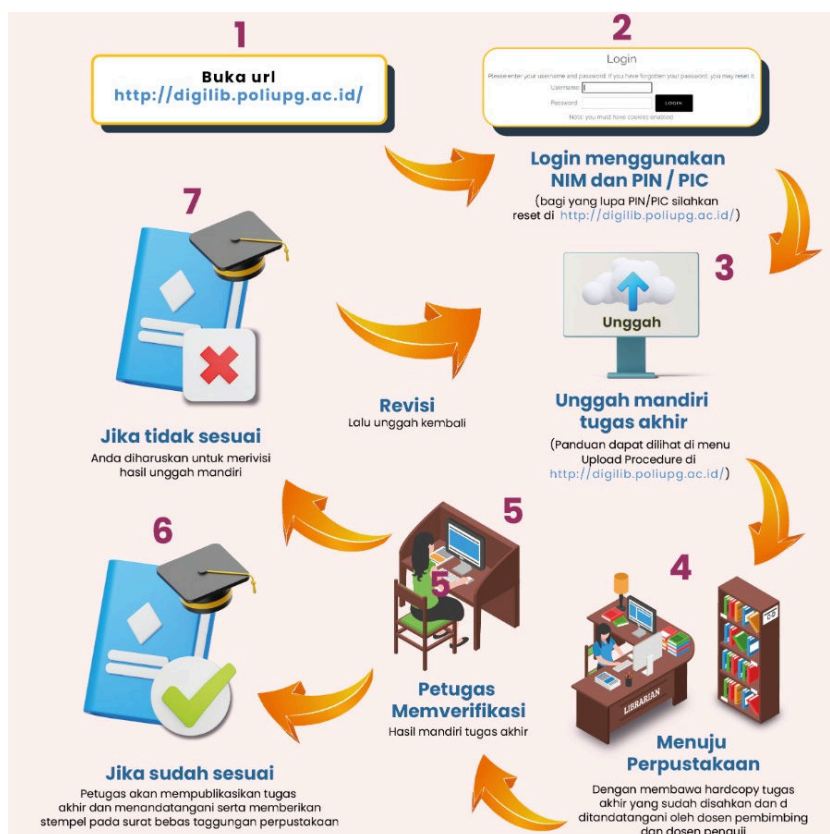 1
Buka url
http://digilib.poliupg.ac.id/
2
Login
Please enter your username and password. If you have forgotten your password, you may reset it.
Username:
Password:
LOGIN
Note: you must have cookies enabled
Login menggunakan
NIM dan PIN / PIC
(bagi yang lupa PIN/PIC silahkan
reset di http://digilib.poliupg.ac.id/)
3
Unggah
Unggah mandiri
tugas akhir
(Panduan dapat dilihat di menu
Upload Procedure di
http://digilib.poliupg.ac.id/)
4
LIBRARIAN
Menuju
Perpustakaan
Dengan membawa hardcopy tugas
akhir yang sudah disahkan dan d
ditandatangani oleh dosen pembimbing
dan dosen penguji
5
5
Petugas
Memverifikasi
Hasil mandiri tugas akhir
6
Jika sudah sesuai
Petugas akan mempublikasikan tugas
akhir dan menandatangani serta memberikan
stempel pada surat bebas taggungan perpustakaan
7
Jika tidak sesuai
Anda diharuskan untuk merivisi
hasil unggah mandiri
Revisi
Lalu unggah kembali